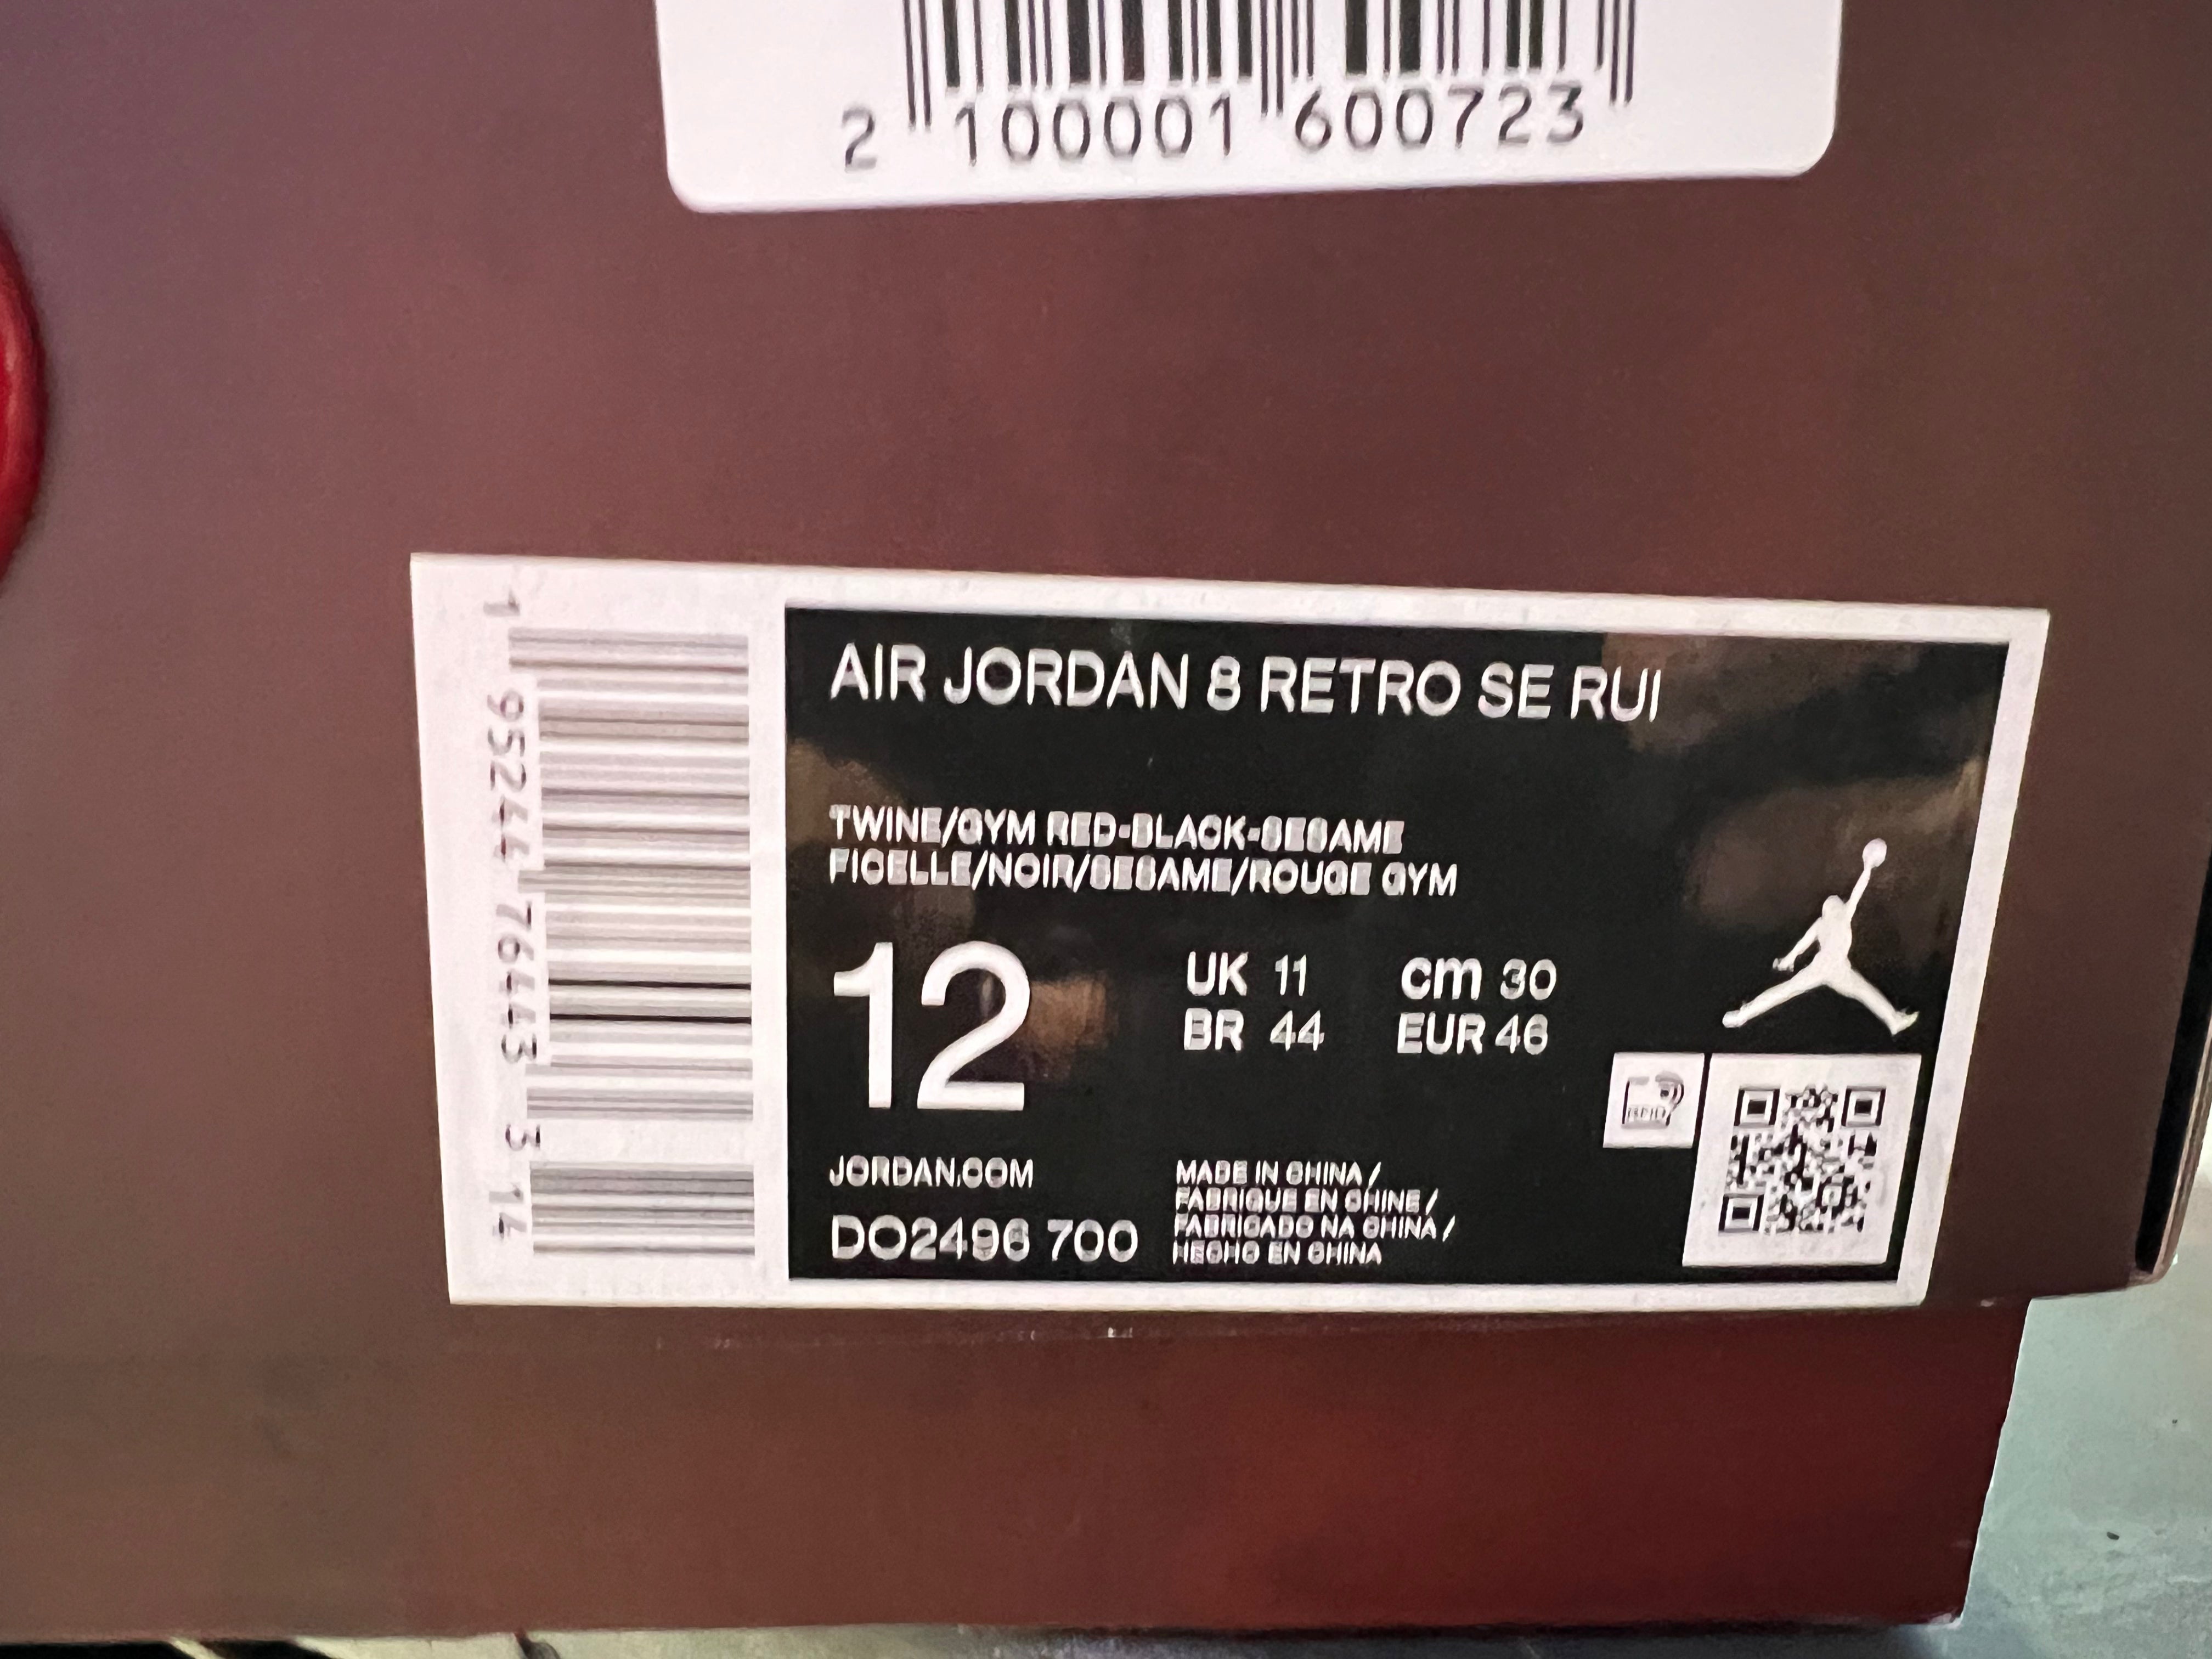 2 100001 600723
AIR JORDAN 8 RETRO SE RUI
TWINE/GYM RED-BLACK-SESAME
FICELLE/NOIR/SESAME/ROUGE GYM
12
UK 11
cm 30
BR 44
EUR 46
RFID
JORDAN.COM
DO2496 700
MADE IN CHINA /
FABRIQUE EN CHINE /
FABRICADO NA CHINA /
HECHO EN CHINA
1 95244 76443 3 14